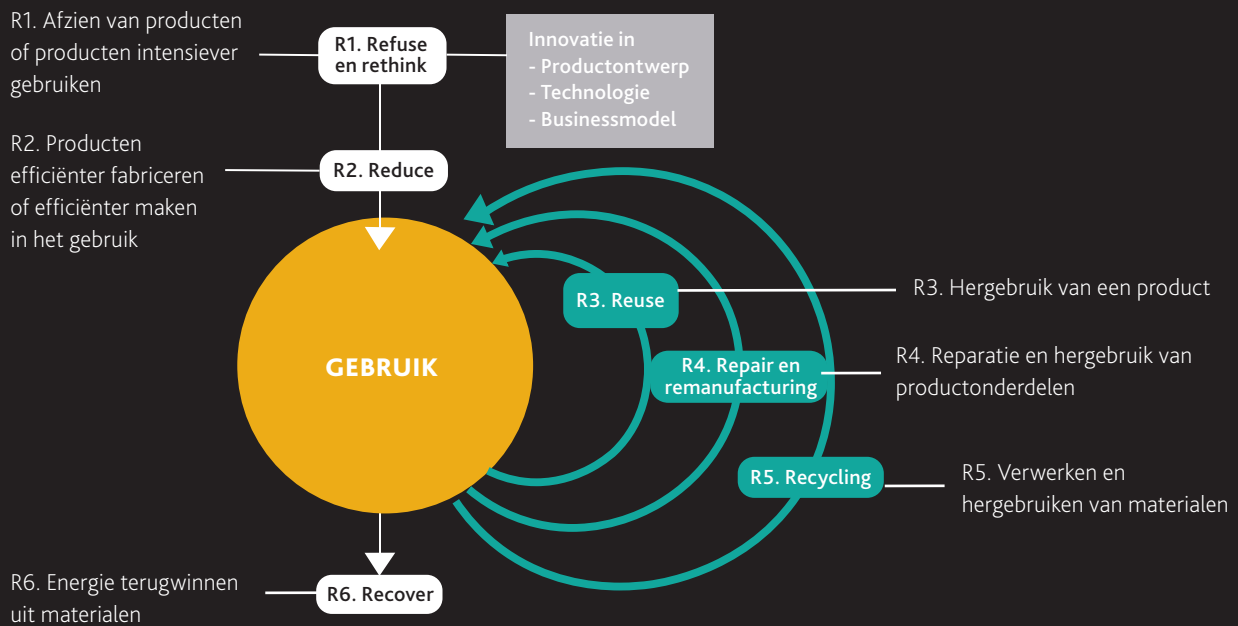 R1. Afzien van producten
of producten intensiever
gebruiken
R1. Refuse
en rethink
Innovatie in
- Productontwerp
- Technologie
- Businessmodel
R2. Producten
efficiënter fabriceren
of efficiënter maken
in het gebruik
R2. Reduce
GEBRUIK
R3. Reuse
R3. Hergebruik van een product
R4. Repair en
remanufacturing
R4. Reparatie en hergebruik van
productonderdelen
R5. Recycling
R5. Verwerken en
hergebruiken van materialen
R6. Energie terugwinnen
uit materialen
R6. Recover